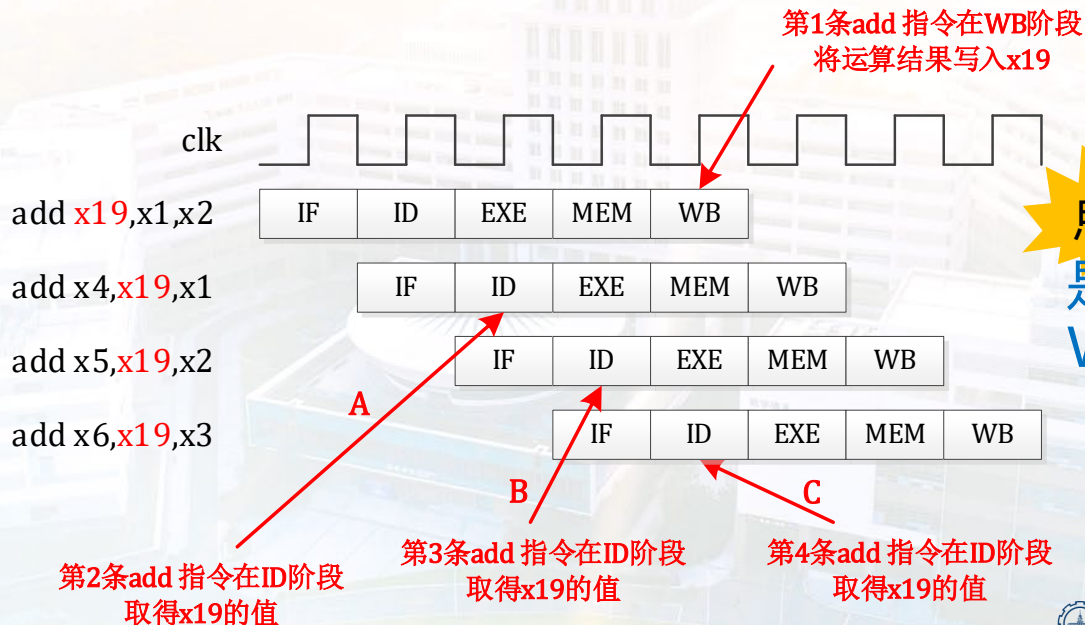 第1条add 指令在WB阶段
将运算结果写入x19
clk
add x19,x1,x2
IF ID EXE MEM WB
add x4,x19,x1
IF ID EXE MEM WB
是
add x5,x19,x2
IF ID EXE MEM WB
A
add x6,x19,x3
IF ID EXE MEM WB
B
C
第2条add 指令在ID阶段
取得x19的值
第3条add 指令在ID阶段
取得x19的值
第4条add 指令在ID阶段
取得x19的值